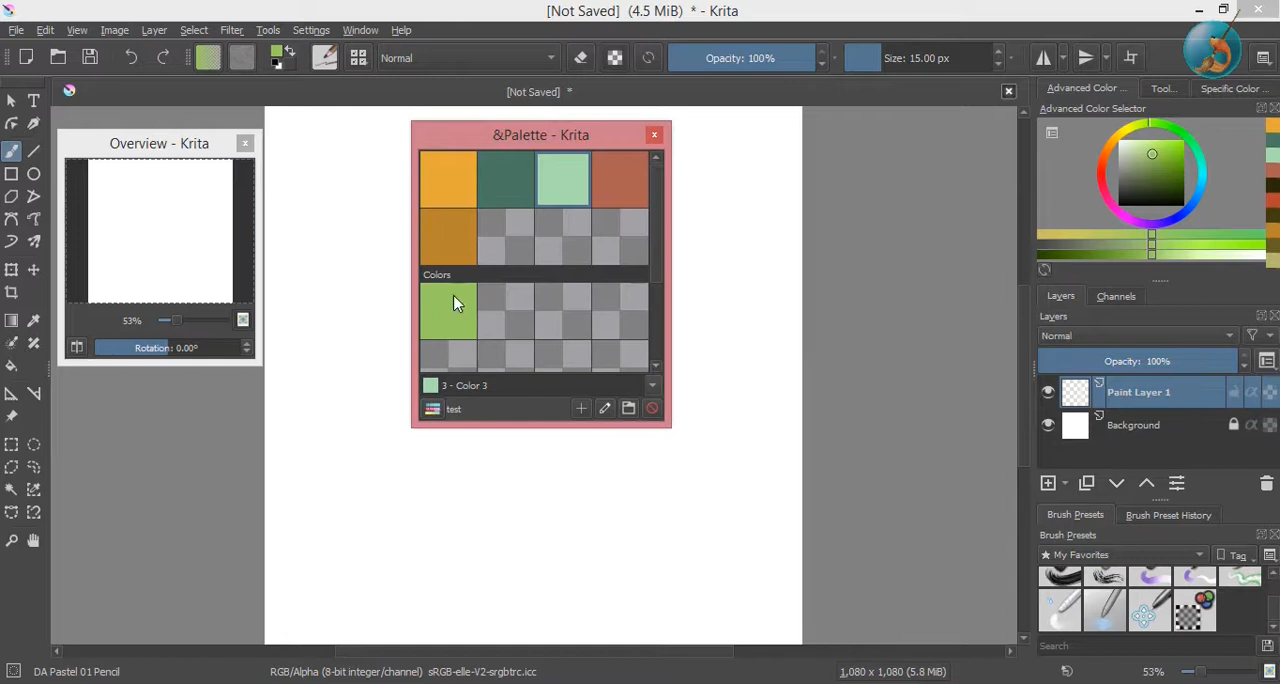 [Not Saved] (4.5 MiB) * - Krita
File Edit View Image Layer Select Filter Tools Settings Window Help
Normal
Opacity: 100%
Size: 15.00 px
[Not Saved] *
Advanced Color ...
Tool...
Specific Color ...
Advanced Color Selector
Overview - Krita
53%
Rotation: 0.00°
&Palette - Krita
Colors
3 - Color 3
test
Layers
Channels
Layers
Normal
Opacity: 100%
Paint Layer 1
Background
Brush Presets
Brush Preset History
Brush Presets
★ My Favorites
Tag
Search
DA Pastel 01 Pencil
RGB/Alpha (8-bit integer/channel) sRGB-elle-V2-srgbtrc.icc
1,080 x 1,080 (5.8 MiB)
53%